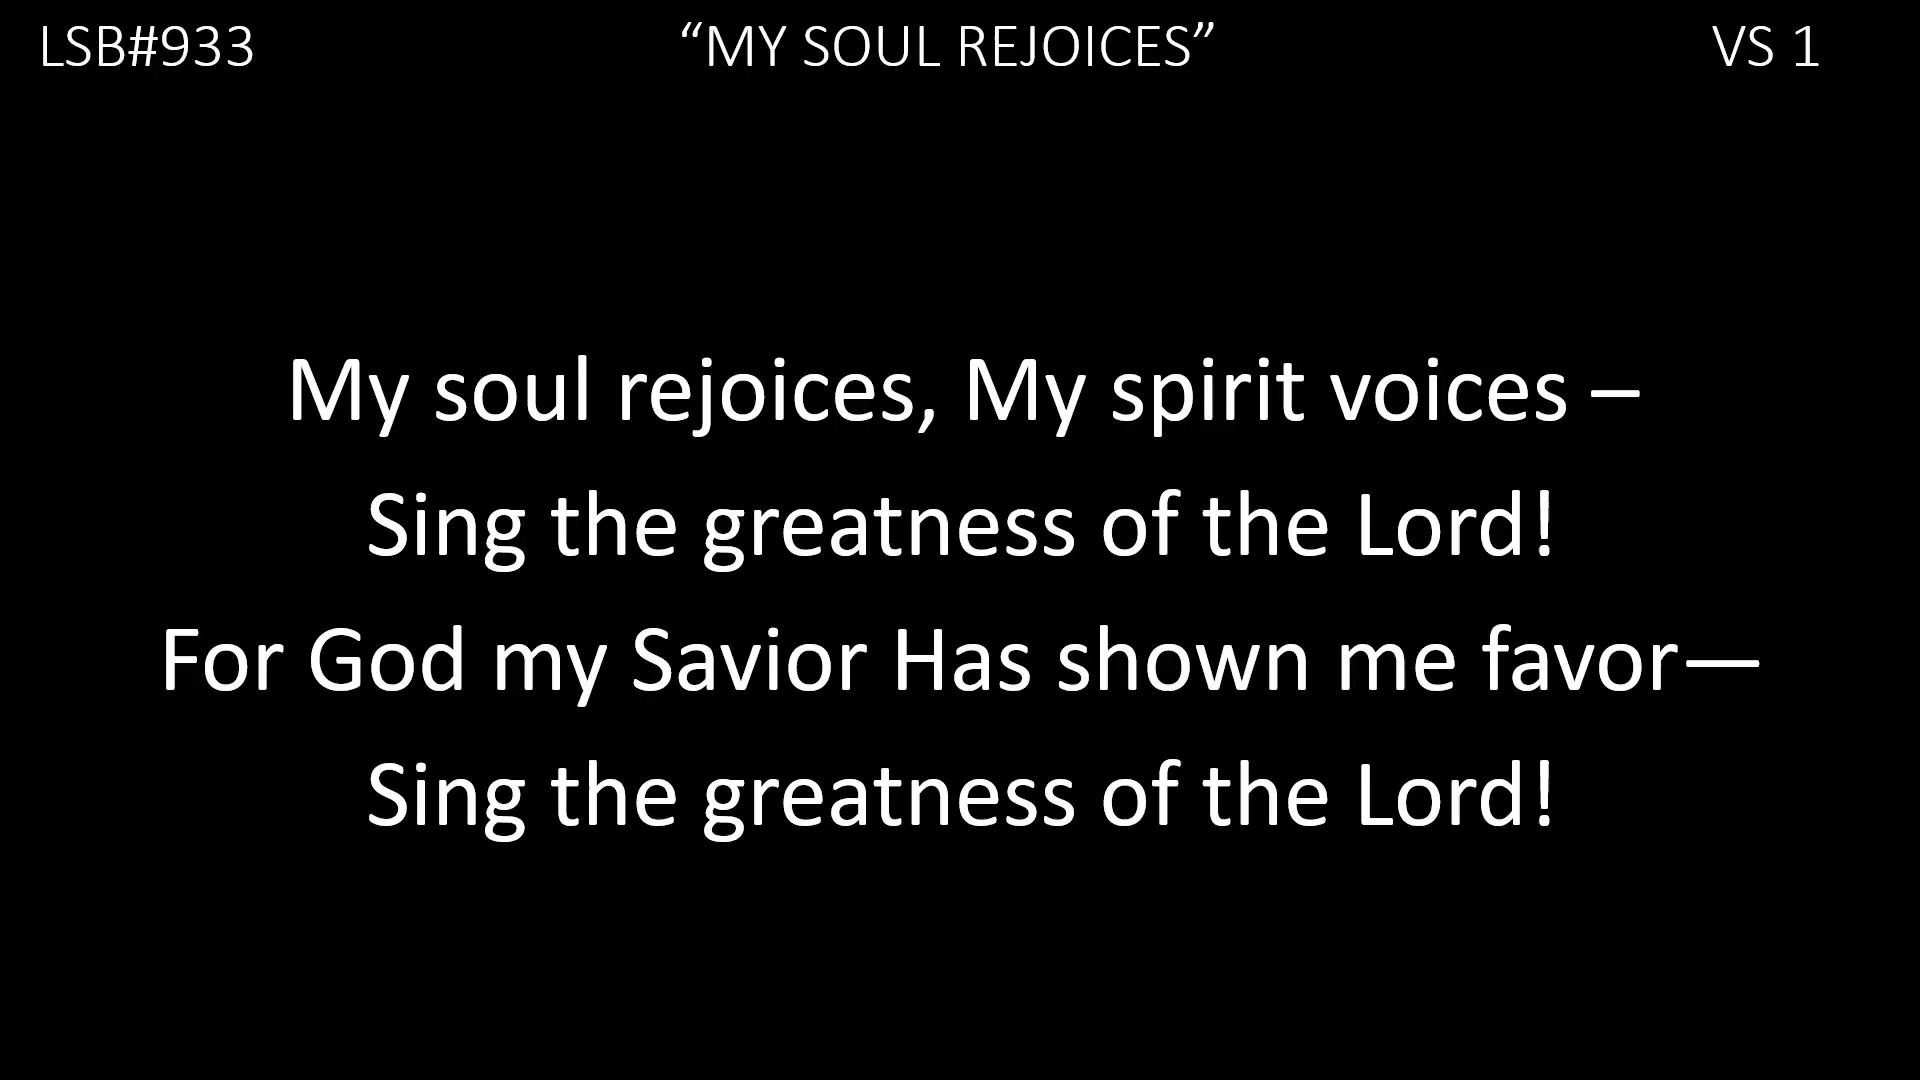 LSB#933 “MY SOUL REJOICES” VS 1
My soul rejoices, My spirit voices –
Sing the greatness of the Lord!
For God my Savior Has shown me favor—
Sing the greatness of the Lord!